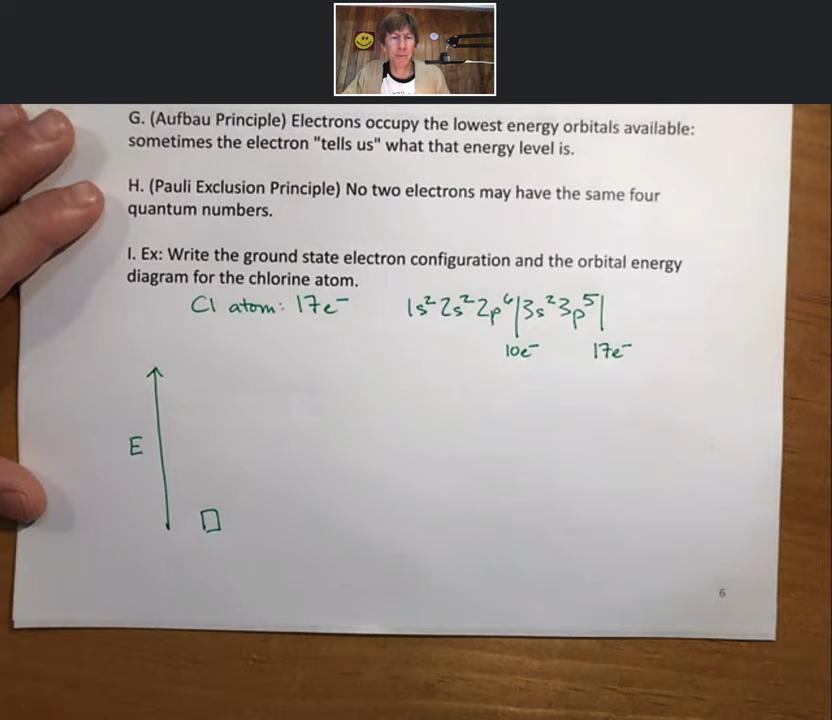 G. (Aufbau Principle) Electrons occupy the lowest energy orbitals available:
sometimes the electron "tells us" what that energy level is.
H. (Pauli Exclusion Principle) No two electrons may have the same four
quantum numbers.
I. Ex: Write the ground state electron configuration and the orbital energy
diagram for the chlorine atom.
Cl atom: 17e⁻ 1s²2s²2p⁶|3s²3p⁵|
10e⁻ 17e⁻
E
6